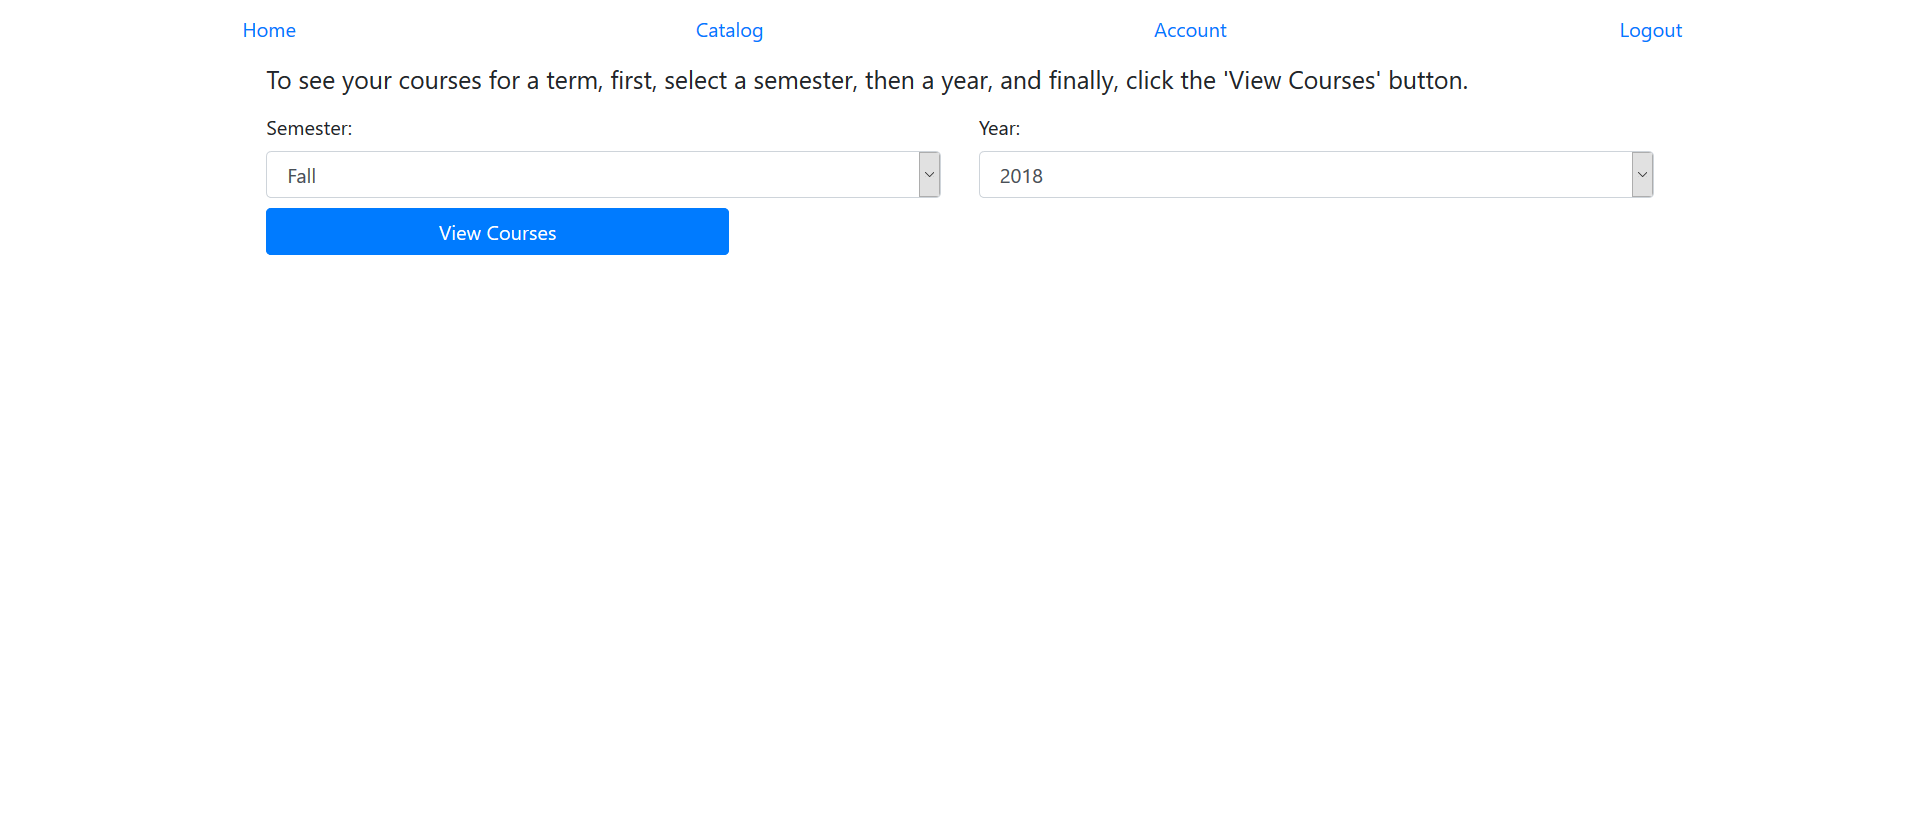 Home Catalog Account Logout
To see your courses for a term, first, select a semester, then a year, and finally, click the 'View Courses' button.
Semester: Year:
Fall 2018
View Courses